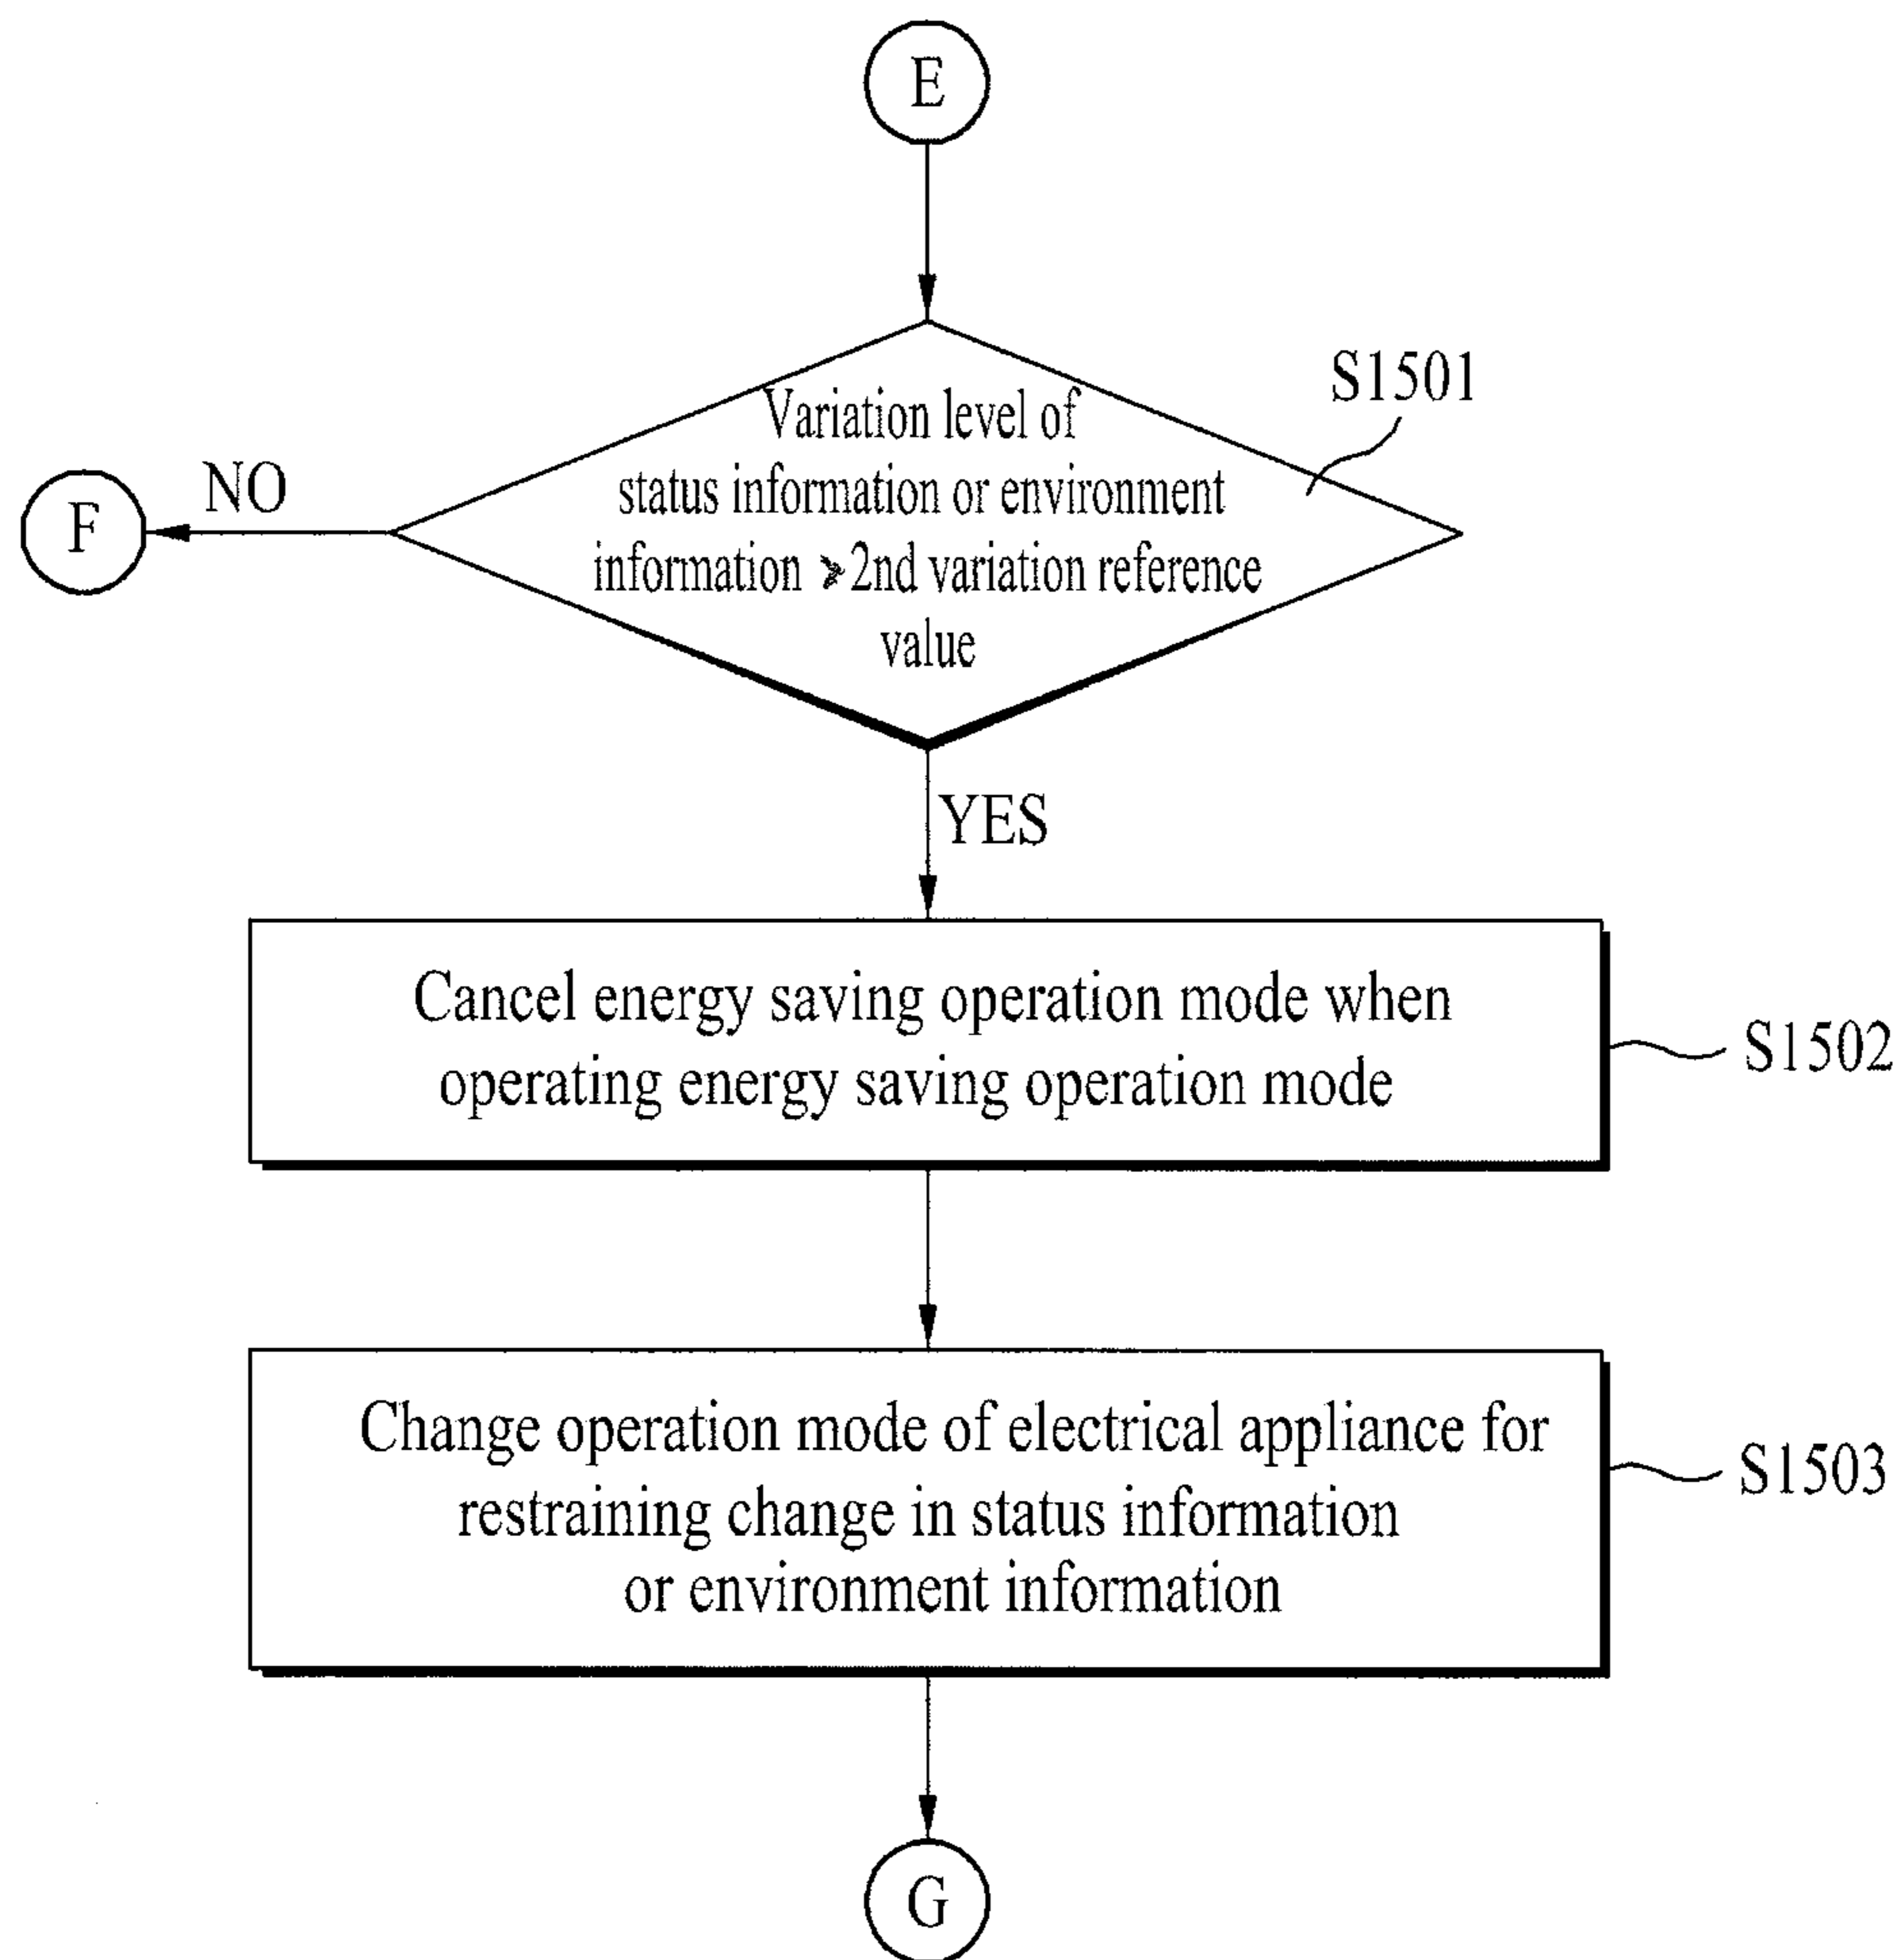 E
Variation level of
S1501
status information or environment
NO
F
information > 2nd variation reference
value
YES
Cancel energy saving operation mode when
operating energy saving operation mode
S1502
Change operation mode of electrical appliance for
restraining change in status information
or environment information
S1503
G